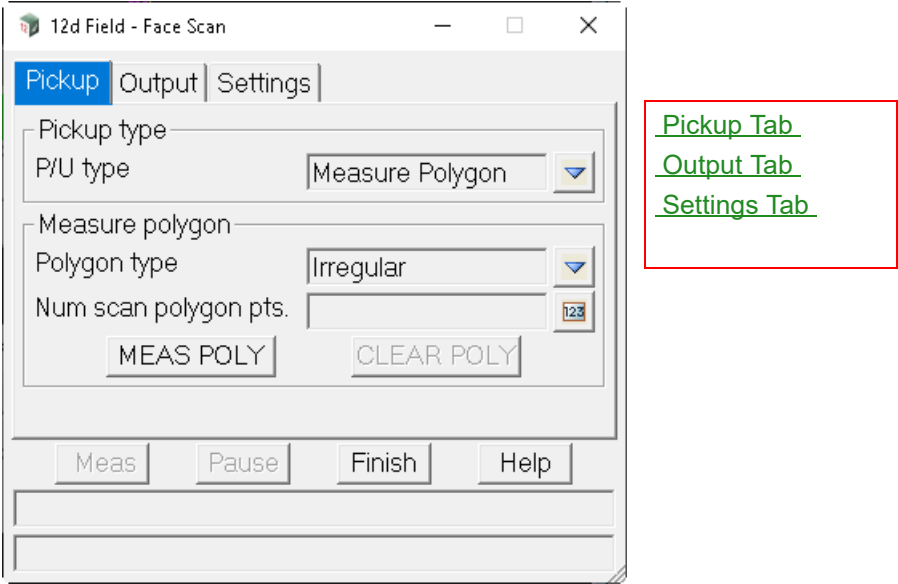 12d Field - Face Scan
Pickup Output Settings
Pickup type
P/U type Measure Polygon
Measure polygon
Polygon type Irregular
Num scan polygon pts. 123
MEAS POLY CLEAR POLY
Meas Pause Finish Help
Pickup Tab
Output Tab
Settings Tab